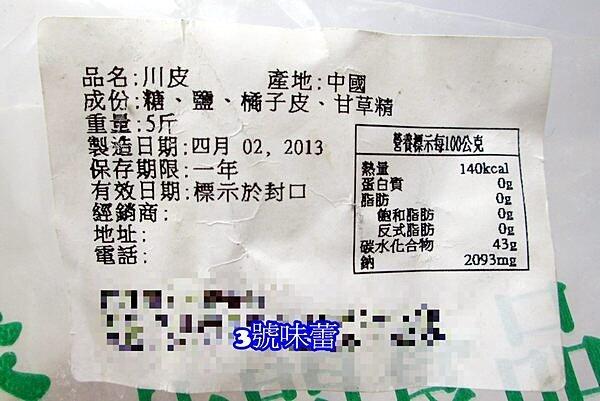 品名:川皮 產地:中國
成份:糖、鹽、橘子皮、甘草精
重量:5斤
製造日期:四月 02, 2013
保存期限:一年
有效日期:標示於封口
經銷商:
地址:
電話:
營養標示每100公克
熱量 140kcal
蛋白質 0g
脂肪 0g
飽和脂肪 0g
反式脂肪 0g
碳水化合物 43g
鈉 2093mg
3號味蕾
品